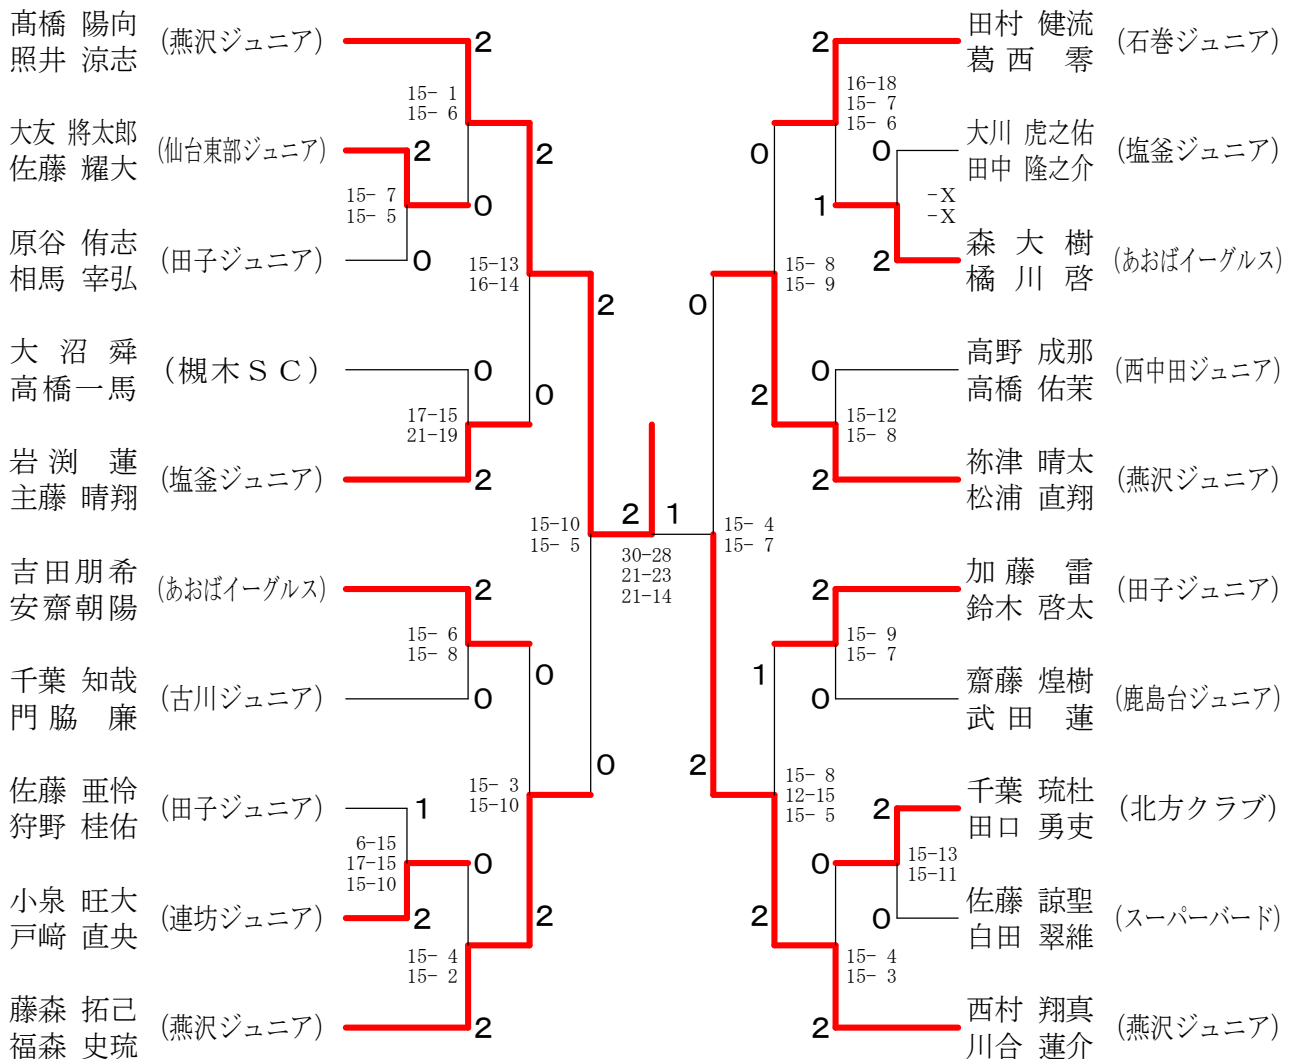 髙橋 陽向
照井 涼志
(燕沢ジュニア)
2
15- 1
15- 6
大友 將太郎
佐藤 耀大
(仙台東部ジュニア)
2
2
15- 7
15- 5
0
原谷 侑志
相馬 宰弘
(田子ジュニア)
0
15-13
16-14
2
大沼舜
高橋一馬
(槻木ＳＣ)
0
0
17-15
21-19
岩渕 蓮
主藤 晴翔
(塩釜ジュニア)
2
15-10
15- 5
2
1
30-28
21-23
21-14
吉田朋希
安齋朝陽
(あおばイーグルス)
2
15- 6
15- 8
0
千葉 知哉
門脇 廉
(古川ジュニア)
0
0
佐藤 亜怜
狩野 桂佑
(田子ジュニア)
1
15- 3
15-10
6-15
17-15
15-10
0
小泉 旺大
戸﨑 直央
(連坊ジュニア)
2
2
15- 4
15- 2
藤森 拓己
福森 史琉
(燕沢ジュニア)
2
田村 健流
葛西 零
(石巻ジュニア)
2
16-18
15- 7
15- 6
大川 虎之佑
田中 隆之介
(塩釜ジュニア)
0
0
-X
-X
1
森大樹
橘川啓
(あおばイーグルス)
2
15- 8
15- 9
0
高野 成那
高橋 佑茉
(西中田ジュニア)
0
2
15-12
15- 8
祢津 晴太
松浦 直翔
(燕沢ジュニア)
2
15- 4
15- 7
加藤 雷
鈴木 啓太
(田子ジュニア)
2
15- 9
15- 7
1
齋藤 煌樹
武田 蓮
(鹿島台ジュニア)
0
2
15- 8
12-15
15- 5
千葉 琉杜
田口 勇吏
(北方クラブ)
2
0
15-13
15-11
佐藤 諒聖
白田 翠維
(スーパーバード)
0
2
15- 4
15- 3
西村 翔真
川合 蓮介
(燕沢ジュニア)
2